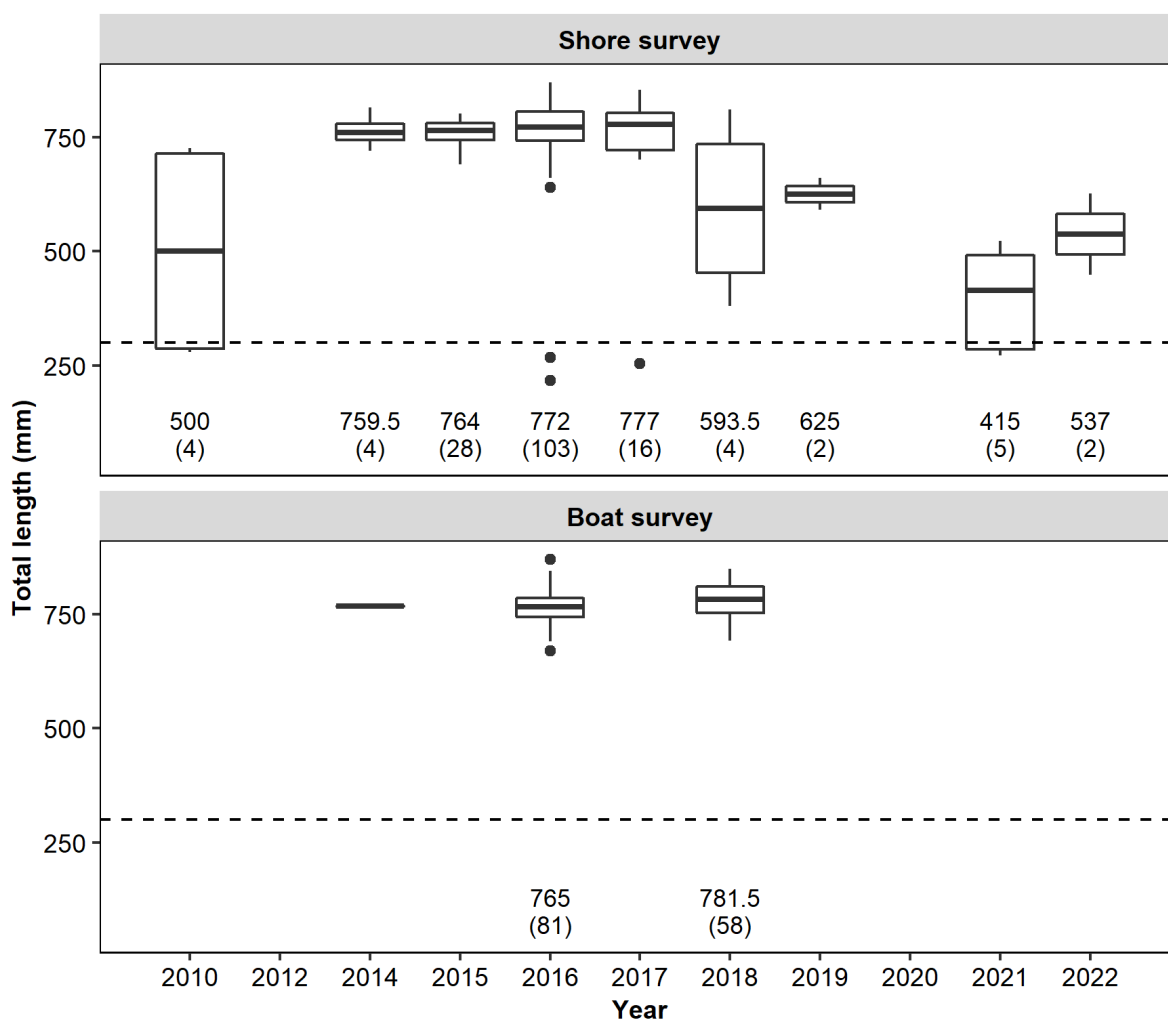 Shore survey
750
500
250
500 759.5 764 772 777 593.5 625 415 537
(4) (4) (28) (103) (16) (4) (2) (5) (2)
Total length (mm)
Boat survey
750
500
250
765 781.5
(81) (58)
2010 2012 2014 2015 2016 2017 2018 2019 2020 2021 2022
Year